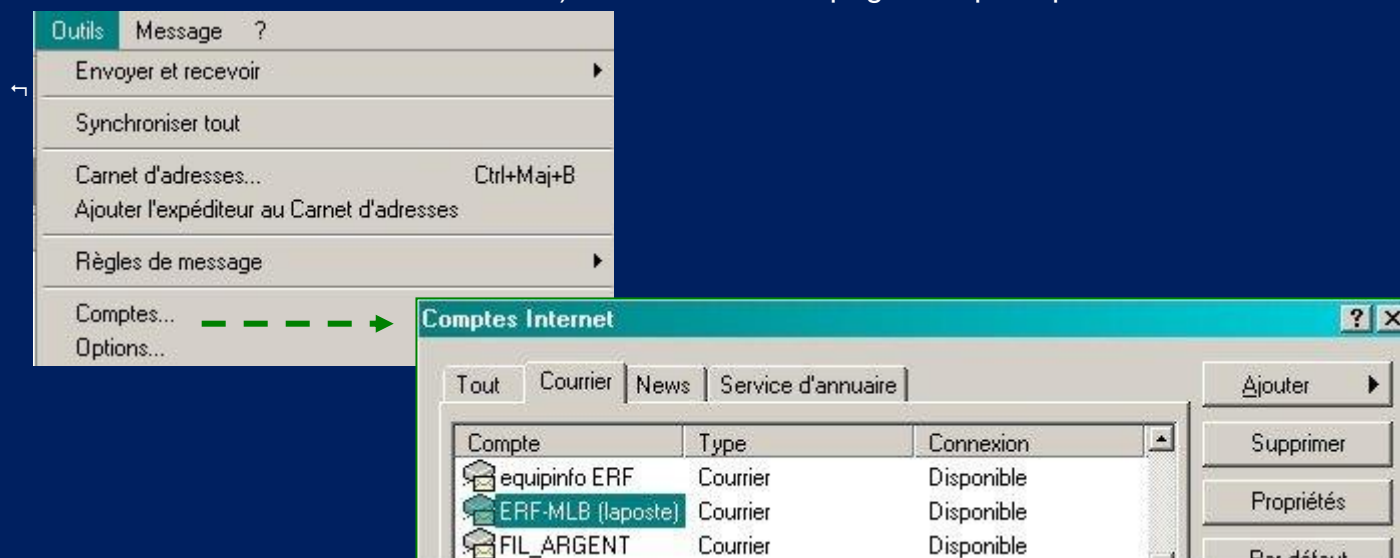 Outils Message ?
Envoyer et recevoir
Synchroniser tout
Carnet d'adresses... Ctrl+Maj+B
Ajouter l'expéditeur au Carnet d'adresses
Règles de message
Comptes...
Options...
Comptes Internet
Tout Courrier News Service d'annuaire
Ajouter
Compte Type Connexion
Supprimer
equipinfo ERF Courrier Disponible
ERF-MLB (laposte) Courrier Disponible
Propriétés
FIL_ARGENT Courrier Disponible
Par défaut